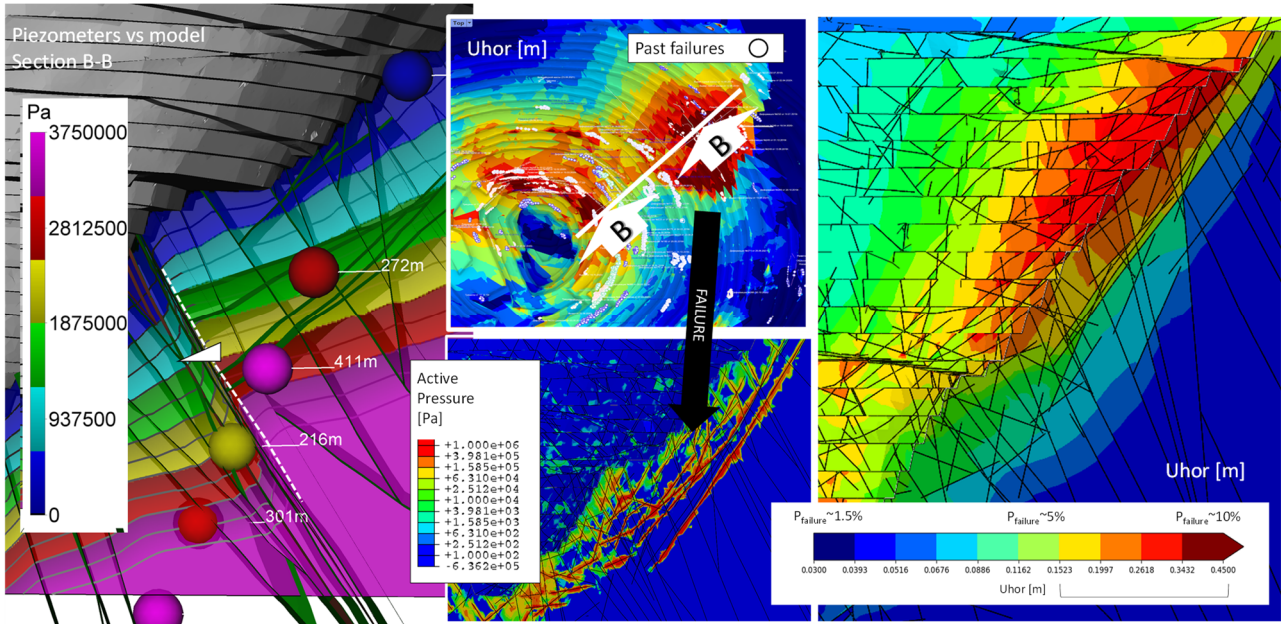 Piezometers vs model
Section B-B
Pa
3750000
2812500
1875000
937500
0
272m
411m
216m
301m
Top
Uhor [m]
Past failures
B
B
FAILURE
Active
Pressure
[Pa]
+1.000e+06
+3.981e+05
+1.585e+05
+6.310e+04
+2.512e+04
+1.000e+04
+3.981e+03
+1.585e+03
+6.310e+02
+2.512e+02
+1.000e+02
-6.362e+05
Uhor [m]
Pfailure~1.5%
Pfailure~5%
Pfailure~10%
0.0300 0.0393 0.0516 0.0676 0.0886 0.1162 0.1523 0.1997 0.2618 0.3432 0.4500
Uhor [m]